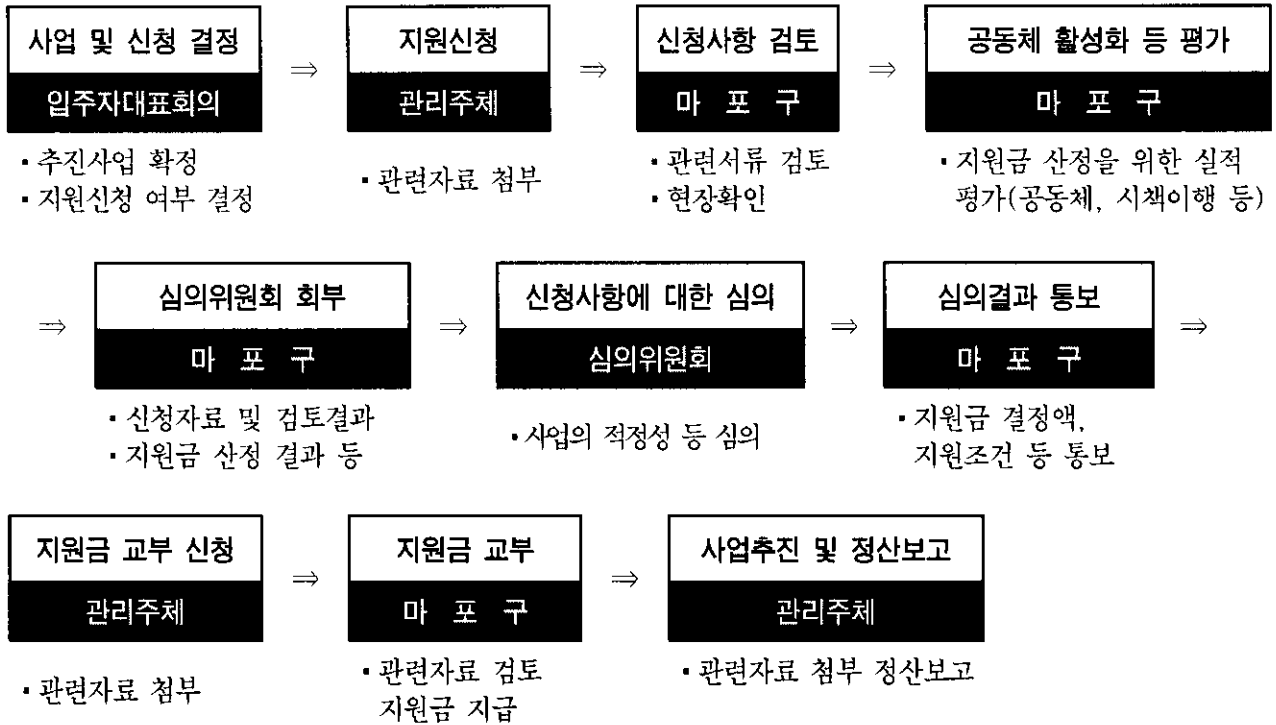 사업 및 신청 결정
입주자대표회의
▪ 추진사업 확정
▪ 지원신청 여부 결정
⇒
지원신청
관리주체
▪ 관련자료 첨부
⇒
신청사항 검토
마 포 구
▪ 관련서류 검토
▪ 현장확인
⇒
공동체 활성화 등 평가
마 포 구
▪ 지원금 산정을 위한 실적
평가(공동체, 시책이행 등)
⇒
심의위원회 회부
마 포 구
▪ 신청자료 및 검토결과
▪ 지원금 산정 결과 등
⇒
신청사항에 대한 심의
심의위원회
▪ 사업의 적정성 등 심의
⇒
심의결과 통보
마 포 구
▪ 지원금 결정액,
지원조건 등 통보
⇒
지원금 교부 신청
관리주체
▪ 관련자료 첨부
⇒
지원금 교부
마 포 구
▪ 관련자료 검토
지원금 지급
⇒
사업추진 및 정산보고
관리주체
▪ 관련자료 첨부 정산보고